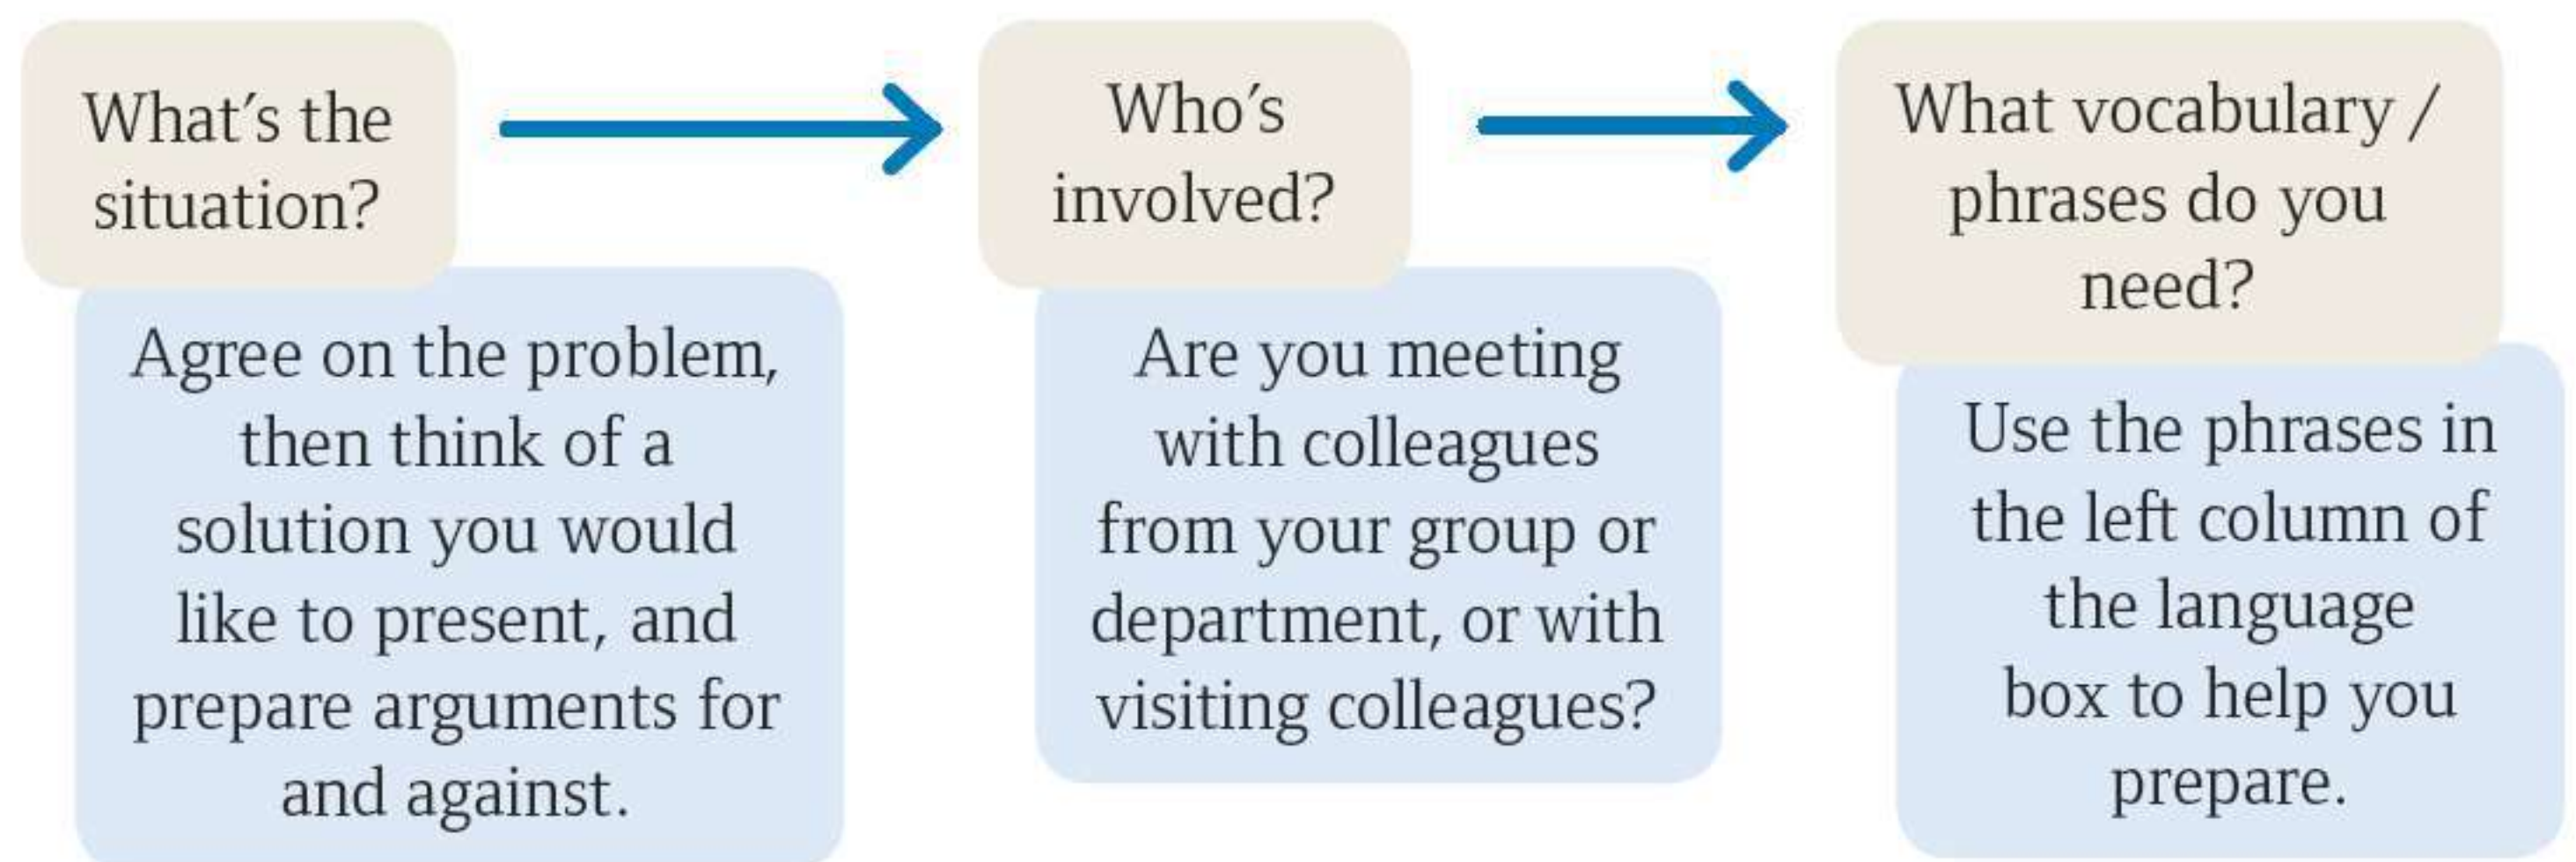 What’s the
situation?
Agree on the problem,
then think of a
solution you would
like to present, and
prepare arguments for
and against.
Who’s
involved?
Are you meeting
with colleagues
from your group or
department, or with
visiting colleagues?
What vocabulary /
phrases do you
need?
Use the phrases in
the left column of
the language
box to help you
prepare.